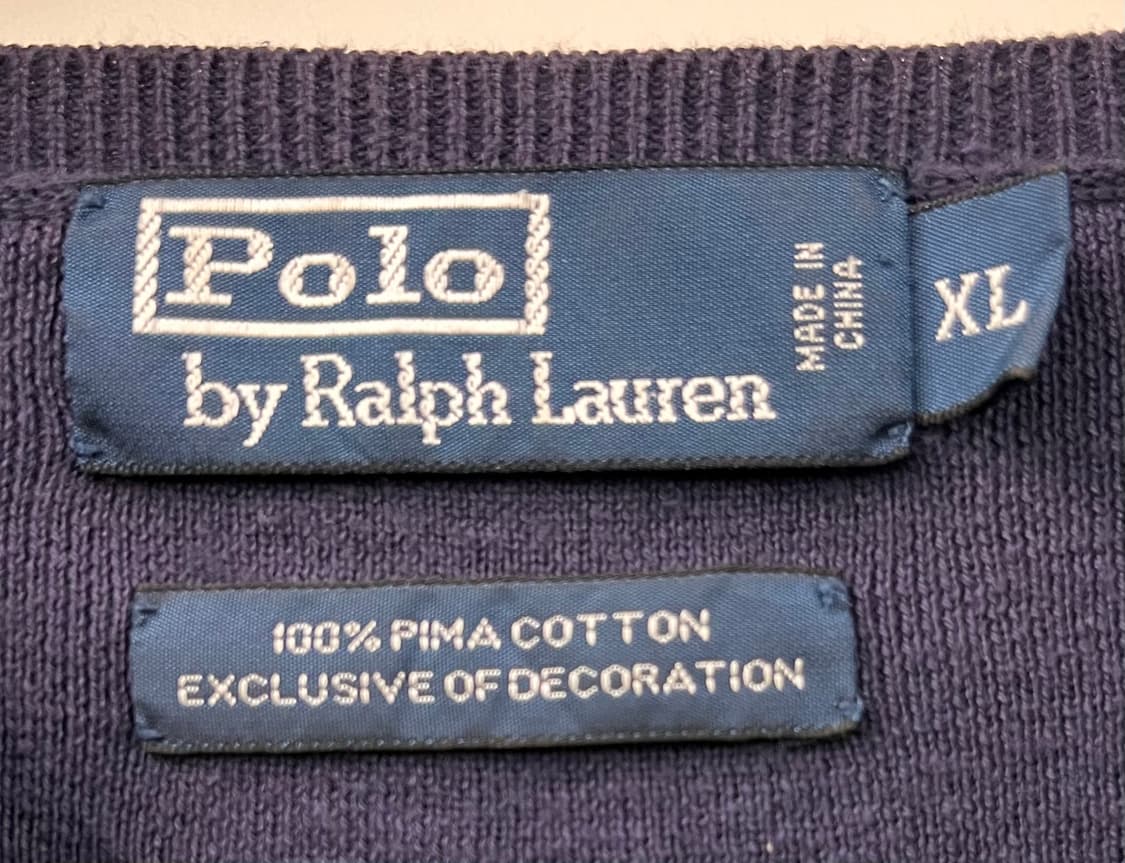 Polo
by Ralph Lauren
MADE IN
CHINA
XL
100% PIMA COTTON
EXCLUSIVE OF DECORATION